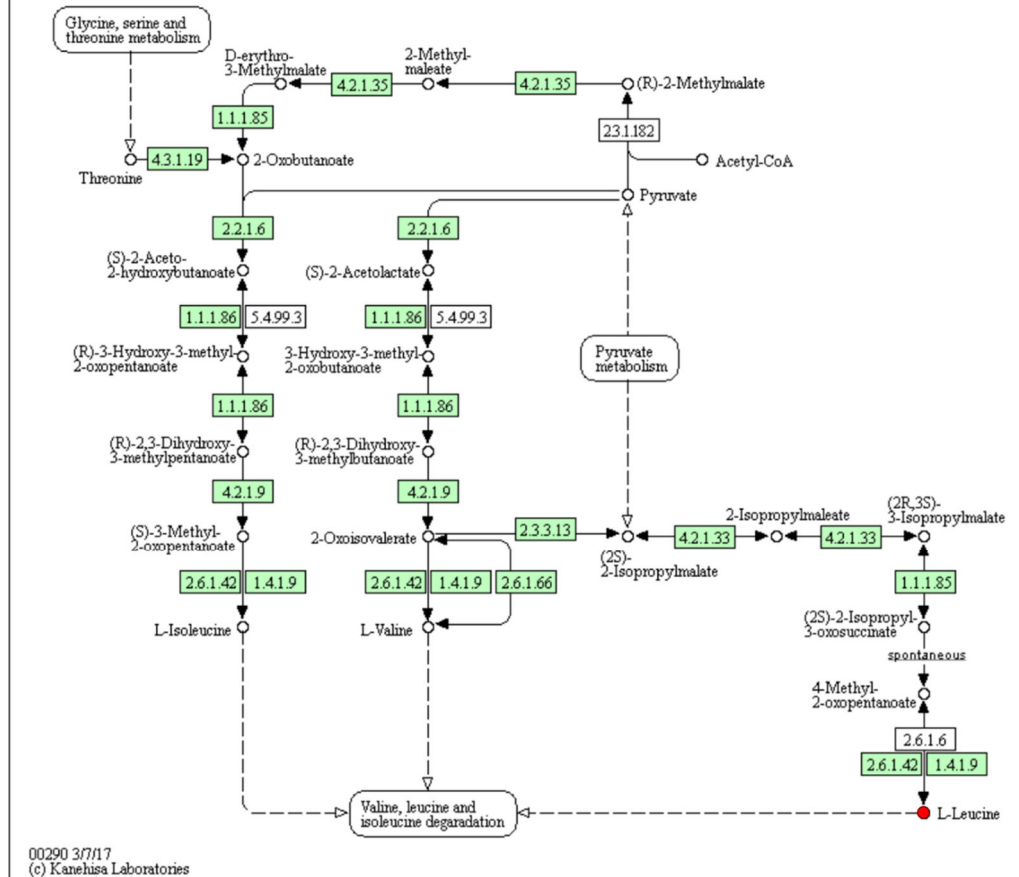 Glycine, serine and
threonine metabolism
D-erythro-
3-Methylmalate
2-Methyl-
maleate
4.2.1.35
4.2.1.35
(R)-2-Methylmalate
1.1.1.85
2.3.1.182
4.3.1.19
2-Oxobutanoate
Acetyl-CoA
Threonine
Pyruvate
2.2.1.6
2.2.1.6
(S)-2-Aceto-
2-hydroxybutanoate
(S)-2-Acetolactate
1.1.1.86
5.4.99.3
1.1.1.86
5.4.99.3
(R)-3-Hydroxy-3-methyl-
2-oxopentanoate
3-Hydroxy-3-methyl-
2-oxobutanoate
Pyruvate
metabolism
1.1.1.86
1.1.1.86
(R)-2,3-Dihydroxy-
3-methylpentanoate
(R)-2,3-Dihydroxy-
3-methylbutanoate
4.2.1.9
4.2.1.9
(S)-3-Methyl-
2-oxopentanoate
2-Oxoisovalerate
2.3.3.13
(2S)-
2-Isopropylmalate
4.2.1.33
2-Isopropylmaleate
4.2.1.33
(2R,3S)-
3-Isopropylmalate
2.6.1.42
1.4.1.9
2.6.1.42
1.4.1.9
2.6.1.66
1.1.1.85
L-Isoleucine
L-Valine
(2S)-2-Isopropyl-
3-oxosuccinate
spontaneous
4-Methyl-
2-oxopentanoate
2.6.1.6
2.6.1.42
1.4.1.9
Valine, leucine and
isoleucine degaradation
L-Leucine
00290 3/7/17
(c) Kanehisa Laboratories